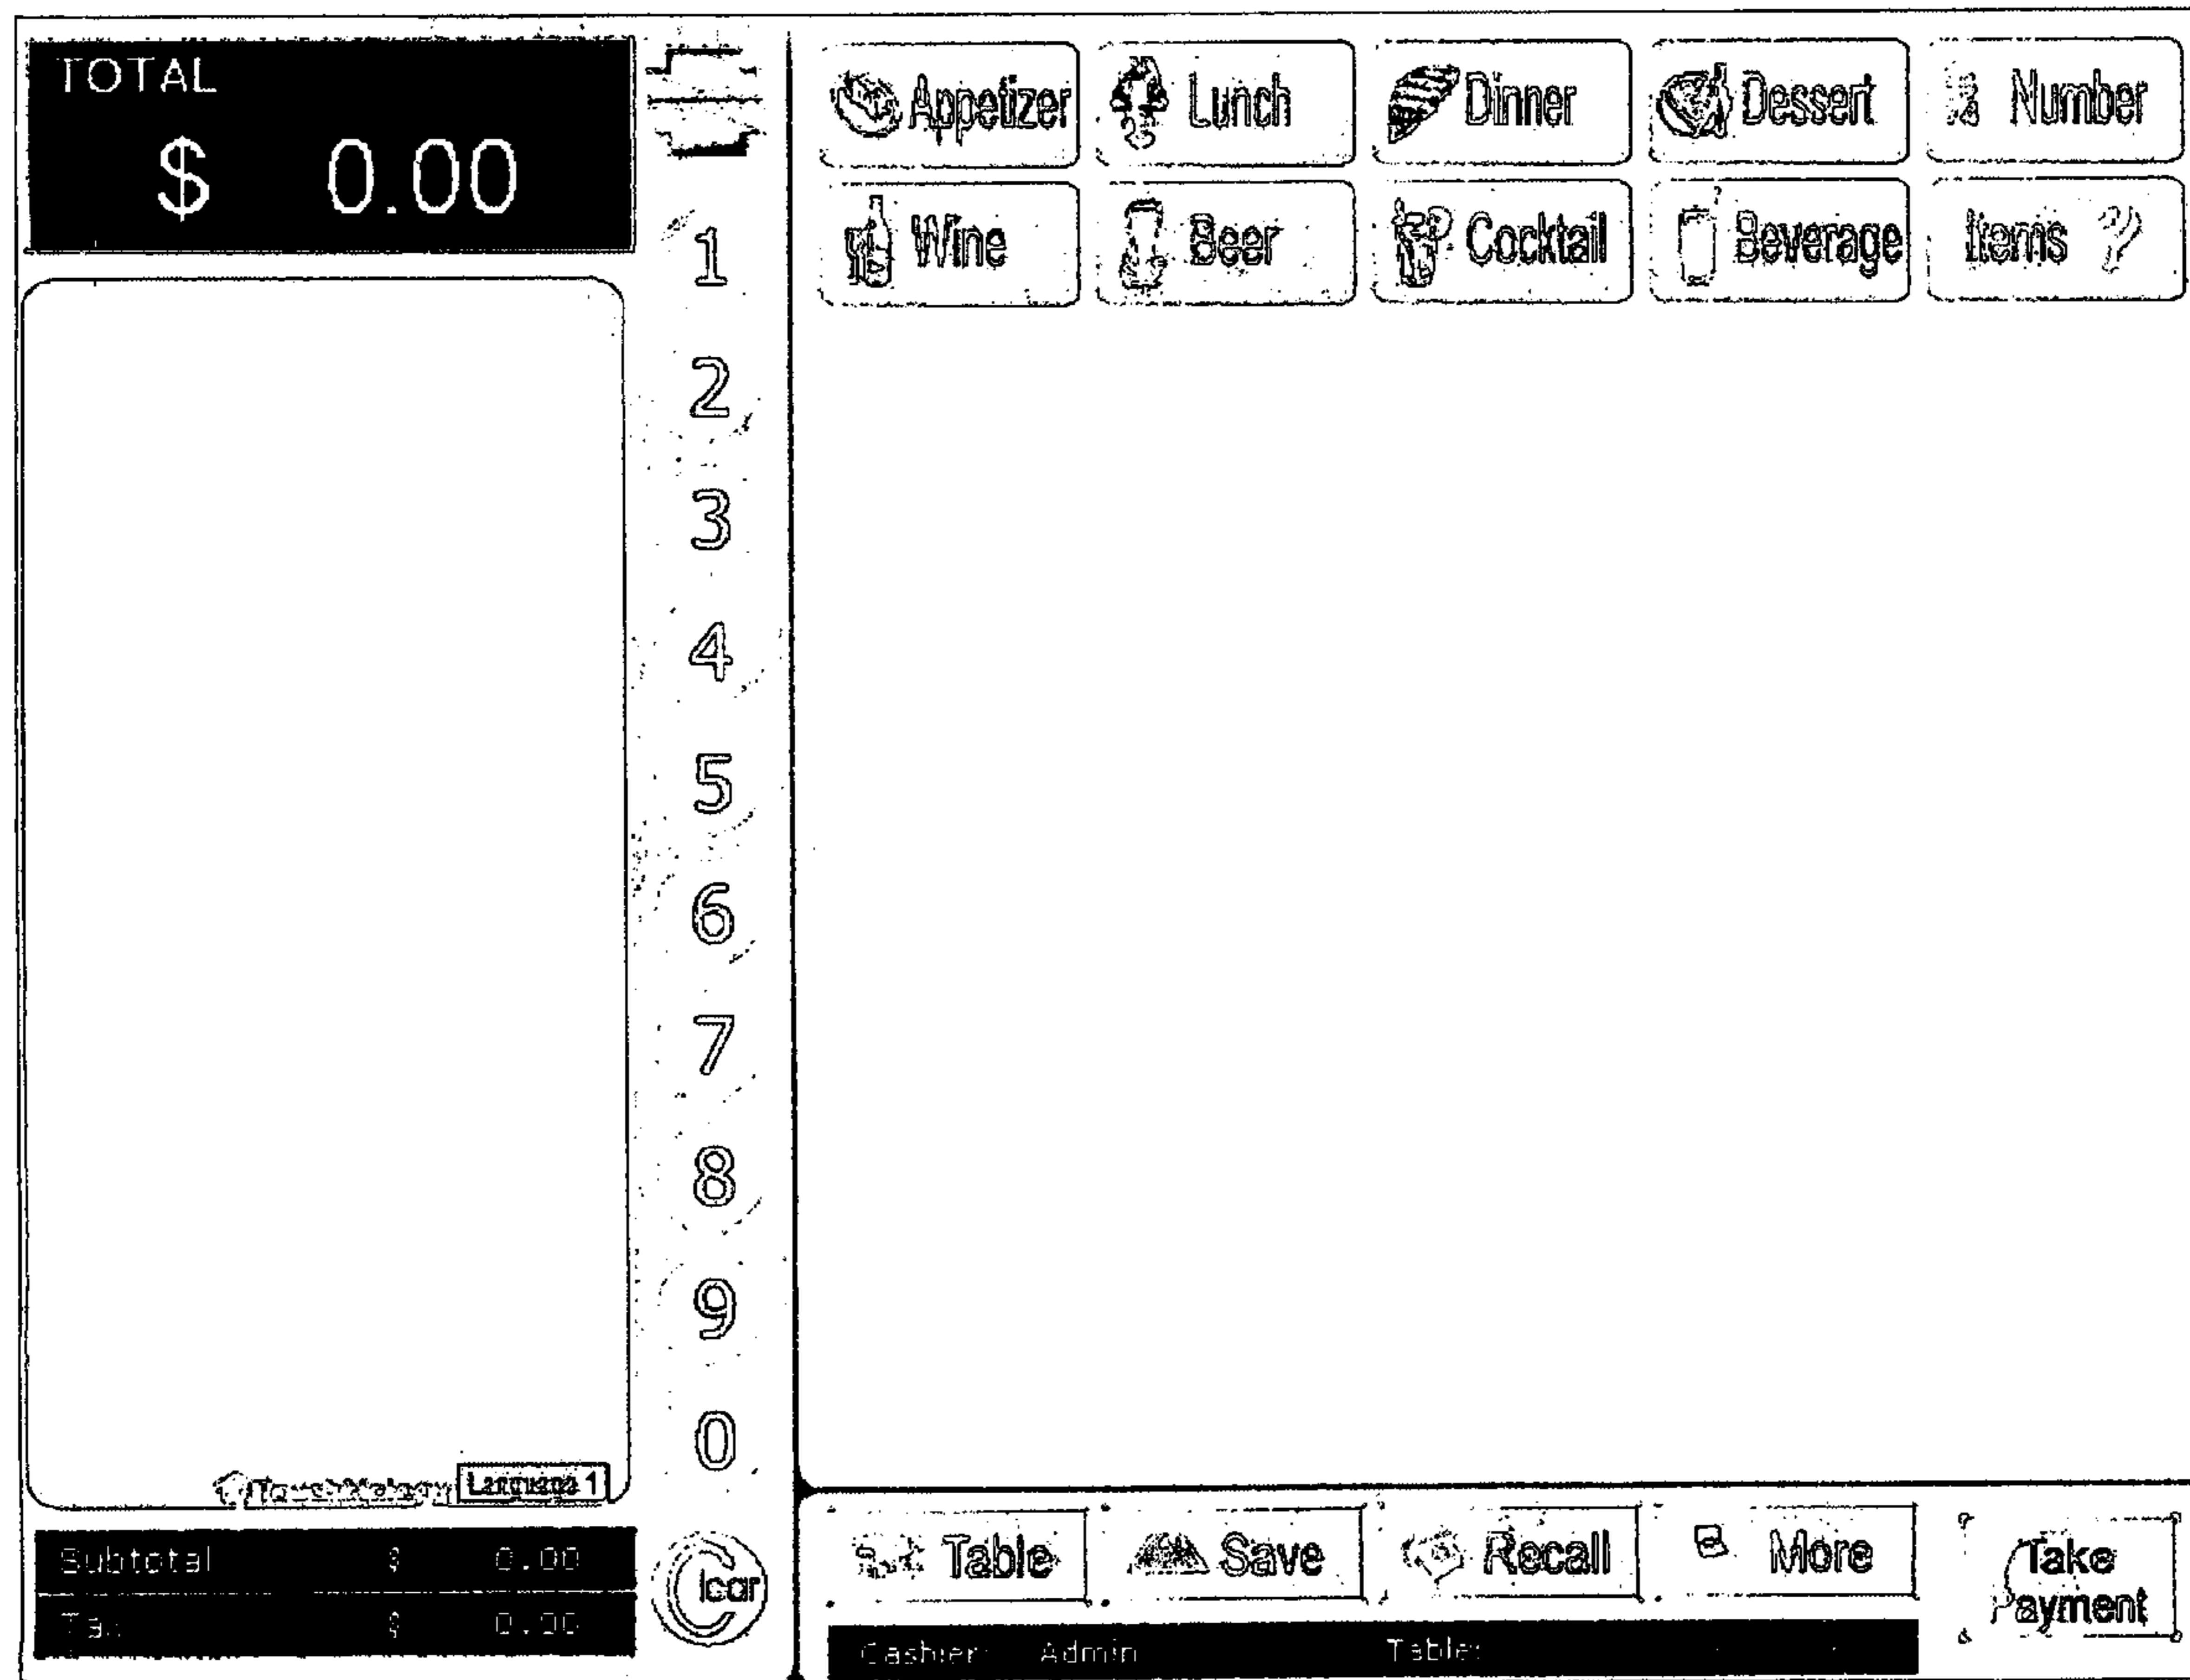 TOTAL
$ 0.00
1
2
3
4
5
6
7
8
9
0
Clear
Language 1
Subtotal $ 0.00
Tax $ 0.00
Appetizer Lunch Dinner Dessert Number
Wine Beer Cocktail Beverage Items ?
Table Save Recall More
Take
Payment
Cashier: Admin Table: